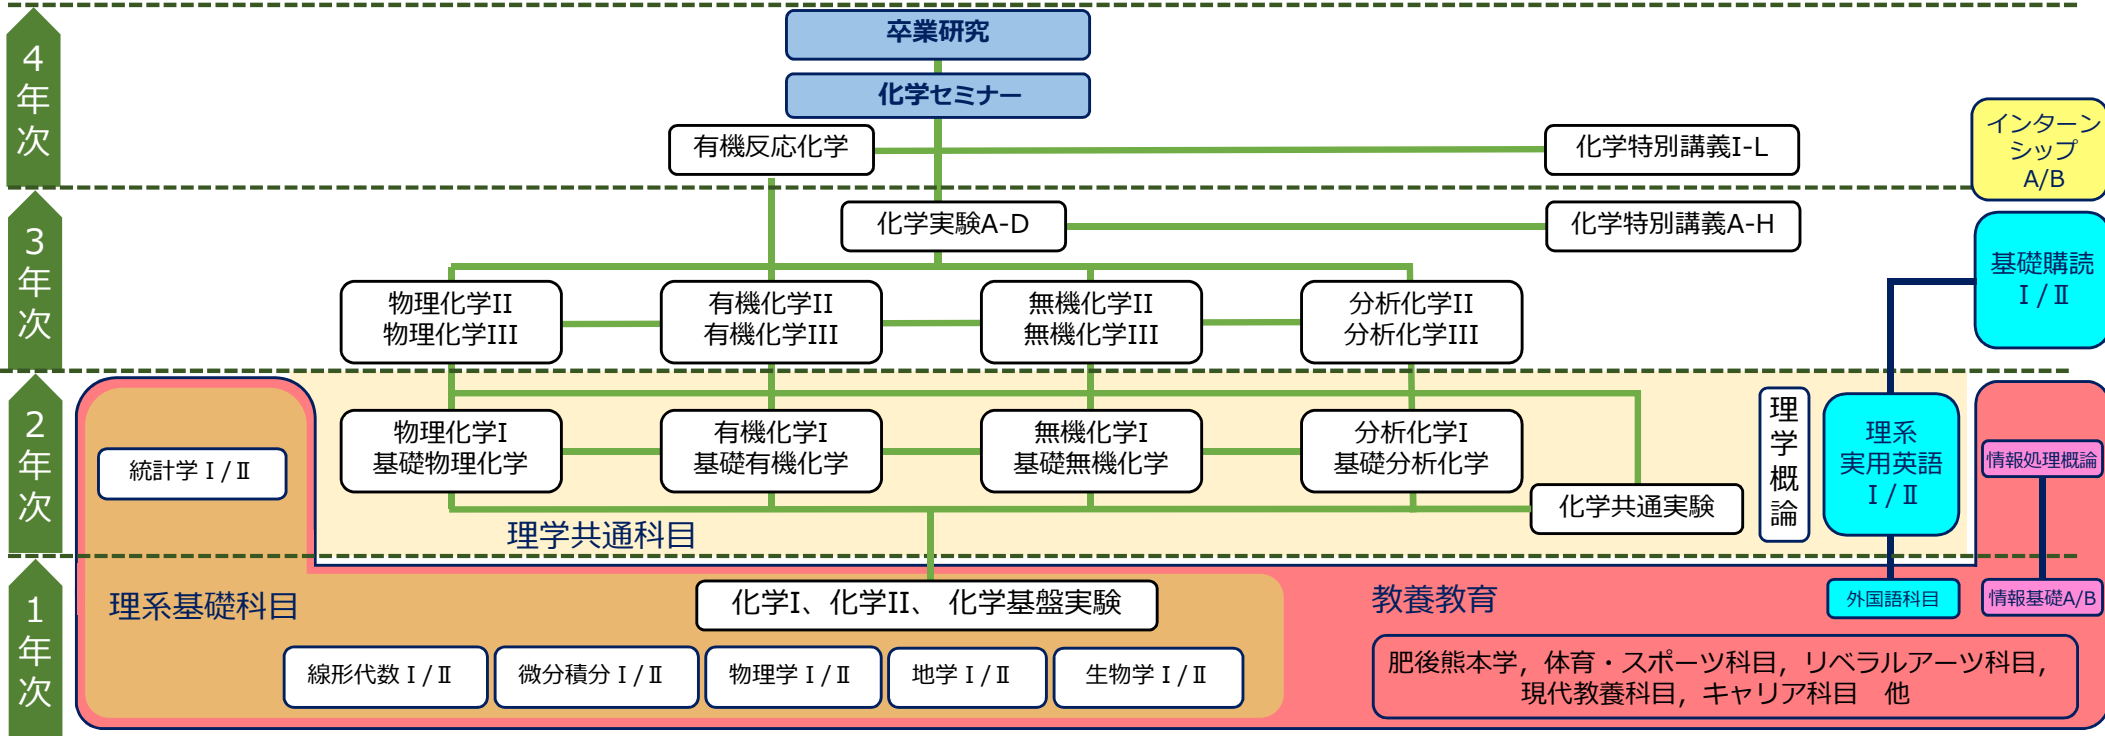 4
年
次
卒業研究
化学セミナー
有機反応化学
化学特別講義I-L
インターン
シップ
A/B
3
年
次
化学実験A-D
化学特別講義A-H
基礎購読
Ⅰ/Ⅱ
物理化学II
物理化学III
有機化学II
有機化学III
無機化学II
無機化学III
分析化学II
分析化学III
2
年
次
統計学Ⅰ/Ⅱ
物理化学I
基礎物理化学
有機化学I
基礎有機化学
無機化学I
基礎無機化学
分析化学I
基礎分析化学
化学共通実験
理
学
概
論
理系
実用英語
Ⅰ/Ⅱ
情報処理概論
理学共通科目
1
年
次
理系基礎科目
化学I、化学II、 化学基盤実験
教養教育
外国語科目
情報基礎A/B
線形代数Ⅰ/Ⅱ
微分積分Ⅰ/Ⅱ
物理学Ⅰ/Ⅱ
地学Ⅰ/Ⅱ
生物学Ⅰ/Ⅱ
肥後熊本学，体育・スポーツ科目，リベラルアーツ科目，
現代教養科目，キャリア科目　他